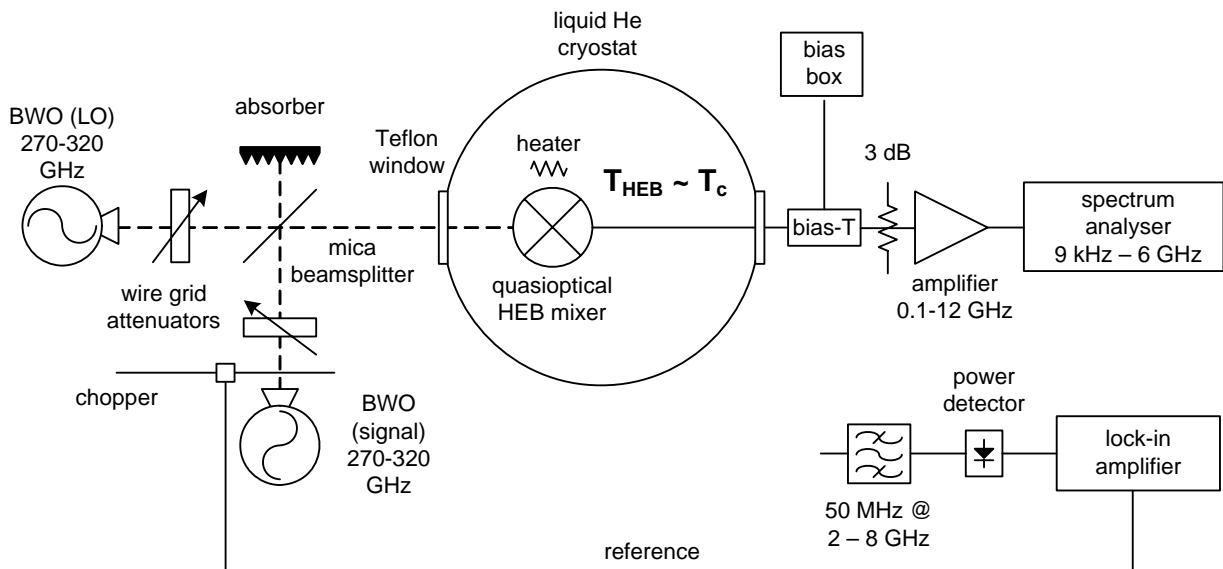 liquid He
cryostat
bias
box
BWO (LO)
270-320
GHz
absorber
Teflon
window
heater
T_HEB ~ T_c
3 dB
bias-T
spectrum
analyser
9 kHz – 6 GHz
mica
beamsplitter
quasioptical
HEB mixer
amplifier
0.1-12 GHz
wire grid
attenuators
chopper
BWO
(signal)
270-320
GHz
power
detector
lock-in
amplifier
50 MHz @
2 – 8 GHz
reference